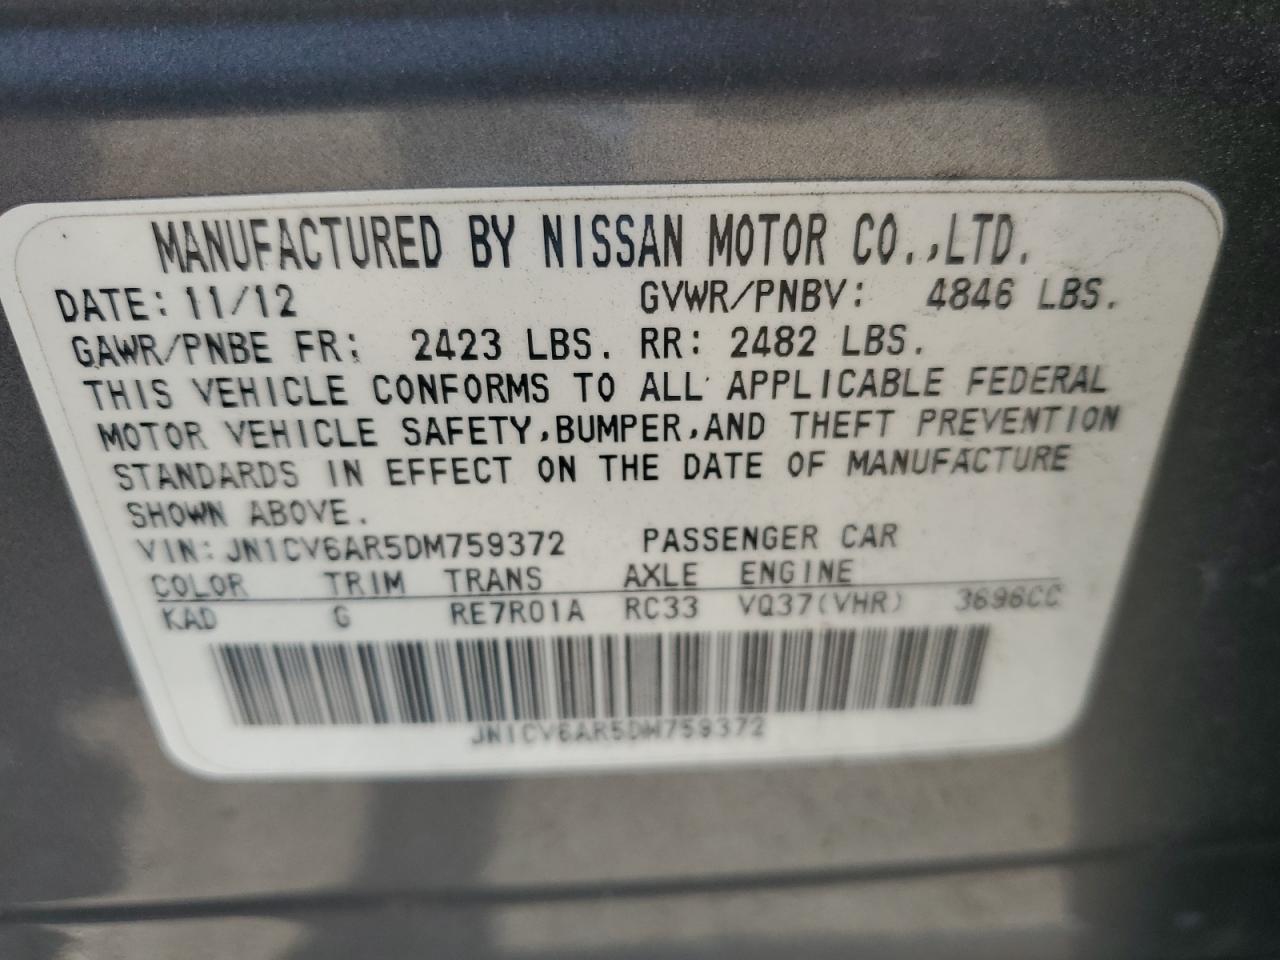 MANUFACTURED BY NISSAN MOTOR CO.,LTD.
DATE: 11/12 GVWR/PNBV: 4846 LBS.
GAWR/PNBE FR: 2423 LBS. RR: 2482 LBS.
THIS VEHICLE CONFORMS TO ALL APPLICABLE FEDERAL
MOTOR VEHICLE SAFETY,BUMPER,AND THEFT PREVENTION
STANDARDS IN EFFECT ON THE DATE OF MANUFACTURE
SHOWN ABOVE.
VIN: JN1CV6AR5DM759372 PASSENGER CAR
COLOR TRIM TRANS AXLE ENGINE
KAD G RE7R01A RC33 VQ37(VHR) 3696CC
JN1CV6AR5DM759372